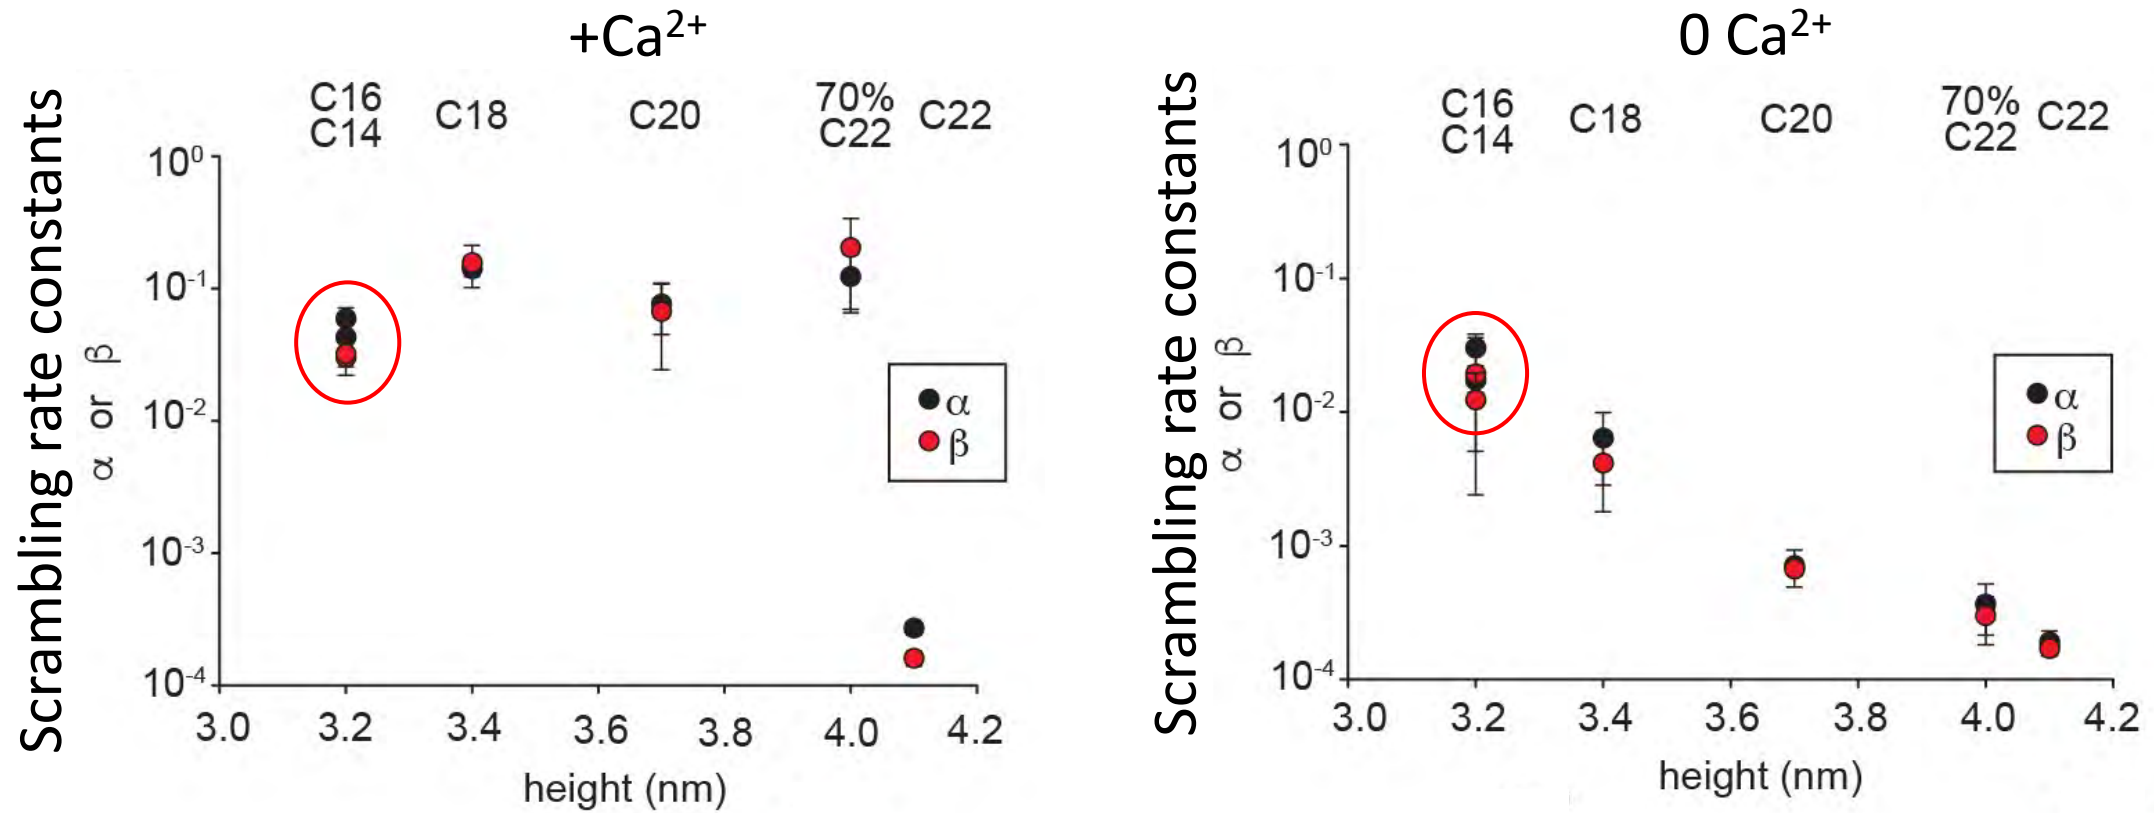 +Ca²⁺
Scrambling rate constants
α or β
C16
C14
C18
C20
70%
C22
C22
10⁰
10⁻¹
10⁻²
10⁻³
10⁻⁴
α
β
3.0 3.2 3.4 3.6 3.8 4.0 4.2
height (nm)
0 Ca²⁺
Scrambling rate constants
α or β
C16
C14
C18
C20
70%
C22
C22
10⁰
10⁻¹
10⁻²
10⁻³
10⁻⁴
α
β
3.0 3.2 3.4 3.6 3.8 4.0 4.2
height (nm)